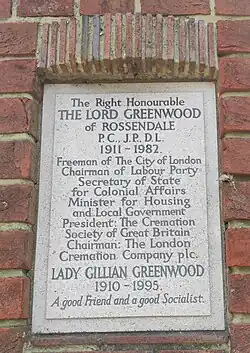 The Right Honourable
THE LORD GREENWOOD
of ROSSENDALE
P.C., J.P., D.L.
1911 - 1982.
Freeman of The City of London
Chairman of Labour Party
Secretary of State
for Colonial Affairs
Minister for Housing
and Local Government
President: The Cremation
Society of Great Britain
Chairman: The London
Cremation Company plc.
LADY GILLIAN GREENWOOD
1910 - 1995.
A good Friend and a good Socialist.